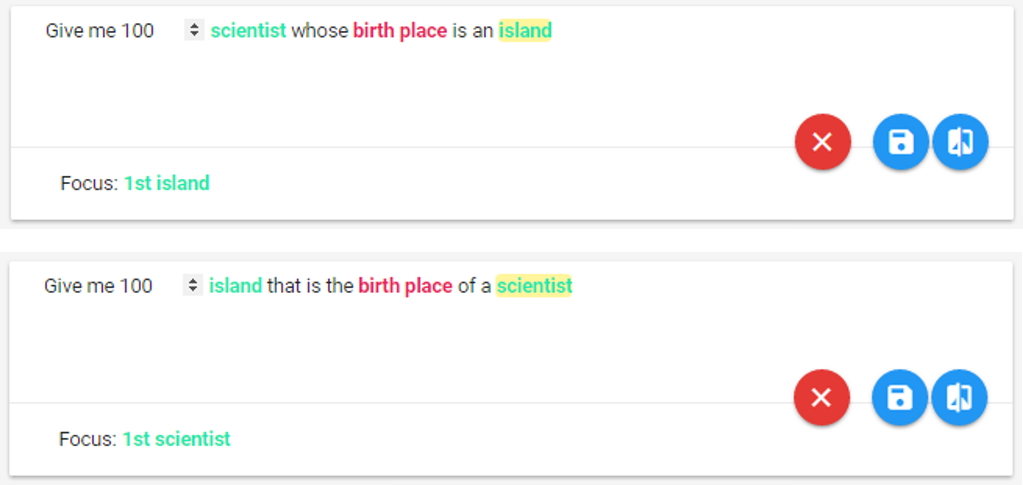 Give me 100 scientist whose birth place is an island
Focus: 1st island
Give me 100 island that is the birth place of a scientist
Focus: 1st scientist